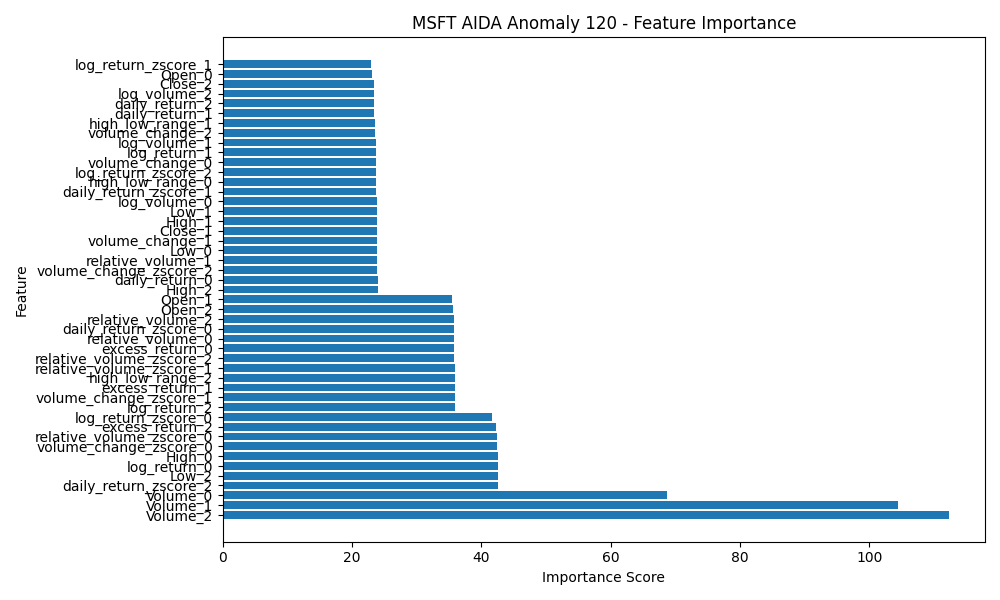 MSFT AIDA Anomaly 120 - Feature Importance
log_return_zscore_1
Open_0
Close_2
log_volume_2
daily_return_2
daily_return_1
high_low_range_1
volume_change_2
log_volume_1
log_return_1
volume_change_0
log_return_zscore_2
high_low_range_0
daily_return_zscore_1
log_volume_0
Low_1
High_1
Close_1
volume_change_1
Low_0
relative_volume_1
volume_change_zscore_2
daily_return_0
High_2
Open_1
Open_2
relative_volume_2
daily_return_zscore_0
relative_volume_0
excess_return_0
relative_volume_zscore_2
relative_volume_zscore_1
high_low_range_2
excess_return_1
volume_change_zscore_1
log_return_2
log_return_zscore_0
excess_return_2
relative_volume_zscore_0
volume_change_zscore_0
High_0
log_return_0
Low_2
daily_return_zscore_2
Volume_0
Volume_1
Volume_2
Feature
0 20 40 60 80 100
Importance Score